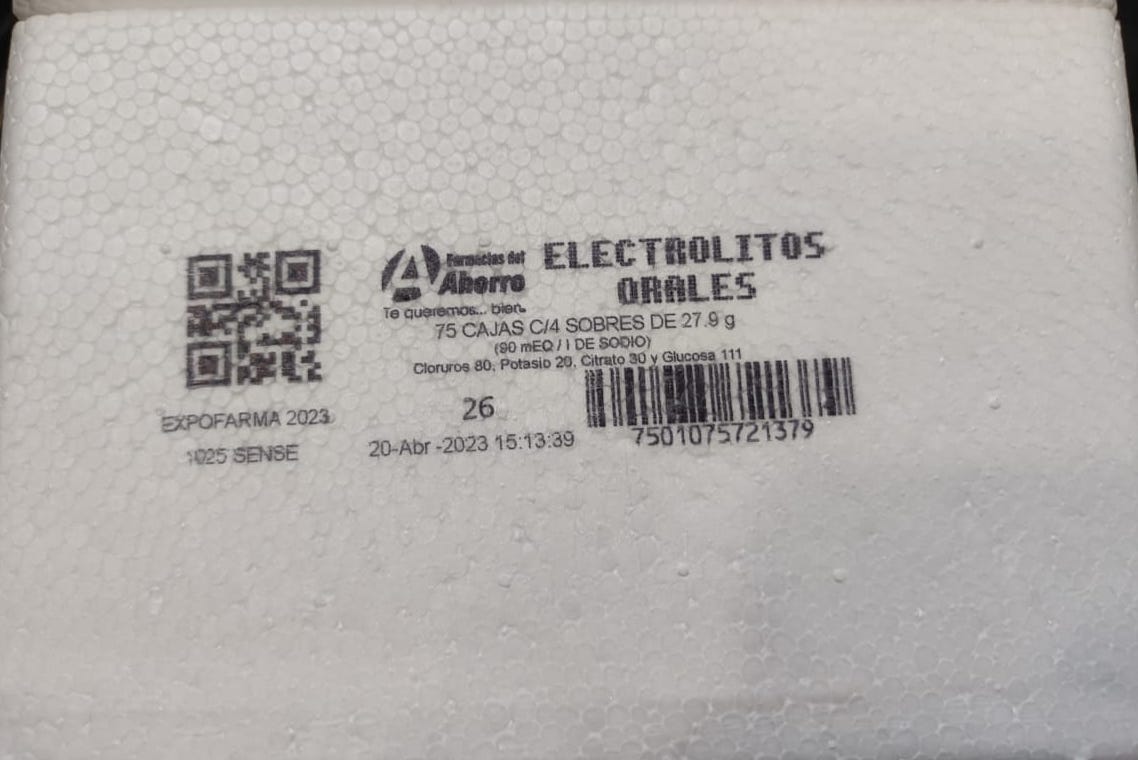 Farmacias del
Ahorro
Te queremos... bien.
ELECTROLITOS
ORALES
75 CAJAS C/4 SOBRES DE 27.9 g
(90 mEQ / l DE SODIO)
Cloruros 80, Potasio 20, Citrato 30 y Glucosa 111
26
20-Abr -2023 15:13:39
7501075721379
EXPOFARMA 2023
1025 SENSE